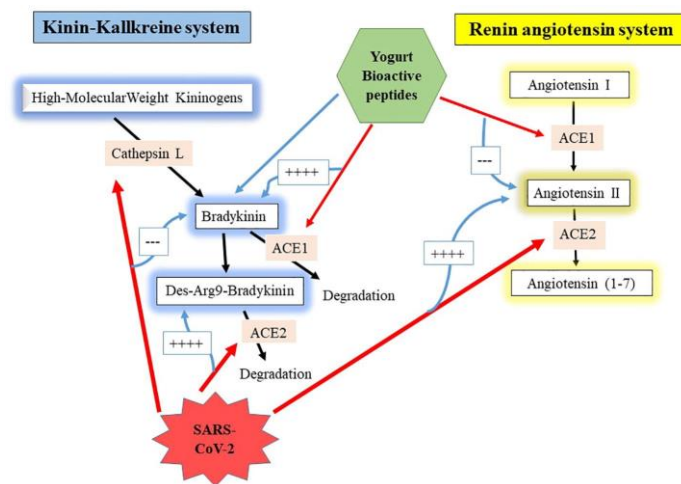 Kinin-Kallkreine system
Yogurt
Bioactive
peptides
Renin angiotensin system
High-MolecularWeight Kininogens
Angiotensin I
Cathepsin L
ACE1
++++
---
Bradykinin
Angiotensin II
---
ACE1
ACE2
++++
Des-Arg9-Bradykinin
Degradation
Angiotensin (1-7)
++++
ACE2
Degradation
SARS-
CoV-2